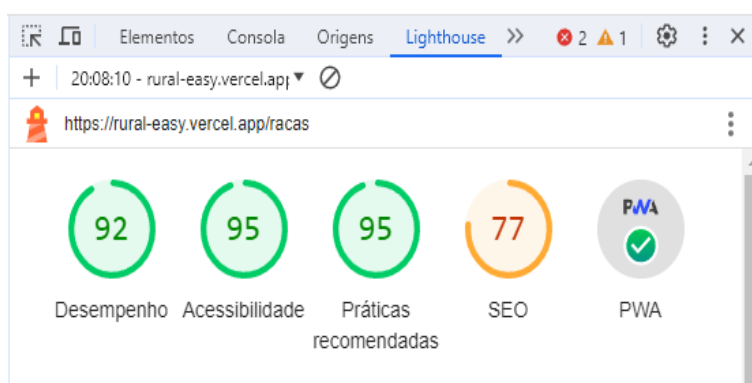 Elementos Consola Origens Lighthouse 2 1
20:08:10 - rural-easy.vercel.app
https://rural-easy.vercel.app/racas
92 95 95 77 PWA
Desempenho Acessibilidade Práticas recomendadas SEO PWA